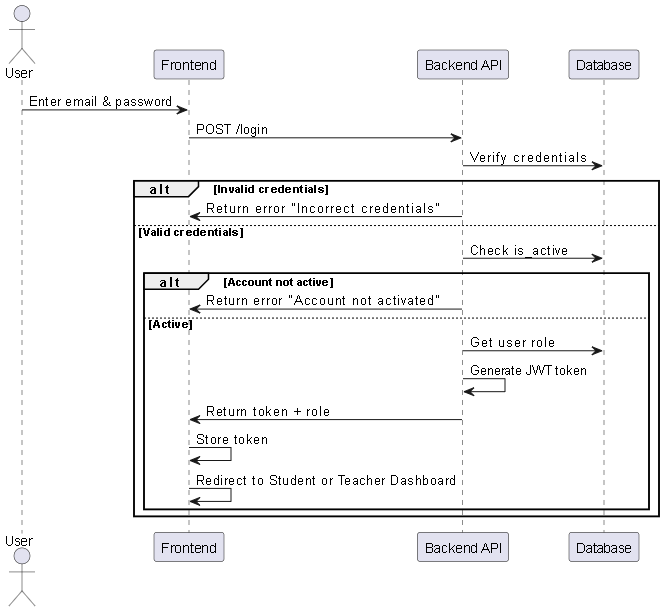 User
Frontend
Backend API
Database
Enter email & password
POST /login
Verify credentials
alt
[Invalid credentials]
Return error "Incorrect credentials"
[Valid credentials]
Check is_active
alt
[Account not active]
Return error "Account not activated"
[Active]
Get user role
Generate JWT token
Return token + role
Store token
Redirect to Student or Teacher Dashboard
User
Frontend
Backend API
Database